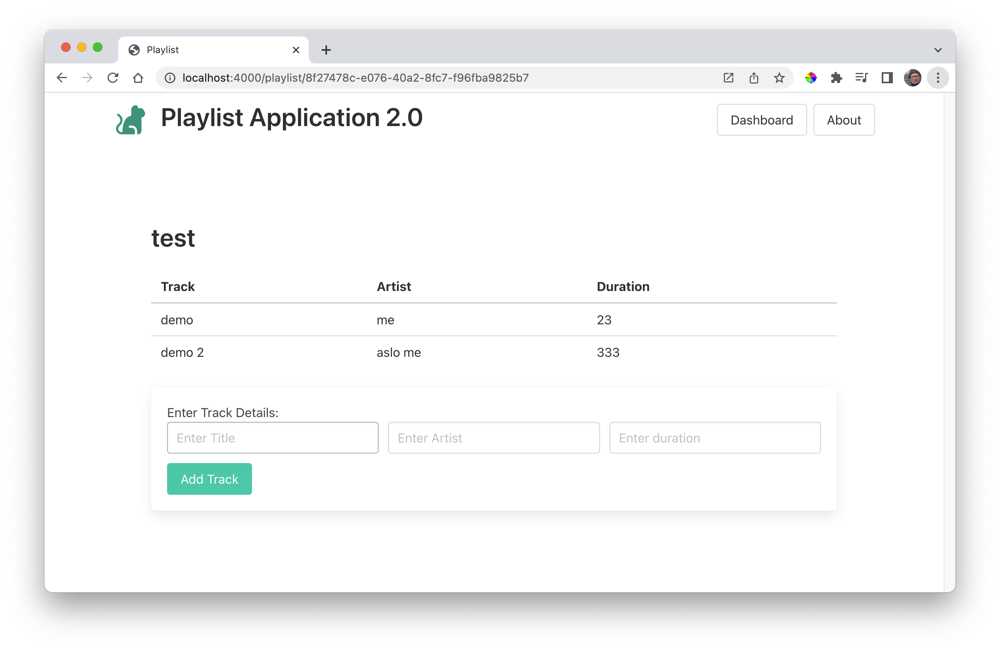 Playlist
localhost:4000/playlist/8f27478c-e076-40a2-8fc7-f96fba9825b7
Playlist Application 2.0
Dashboard About
test
Track Artist Duration
demo me 23
demo 2 aslo me 333
Enter Track Details:
Enter Title Enter Artist Enter duration
Add Track